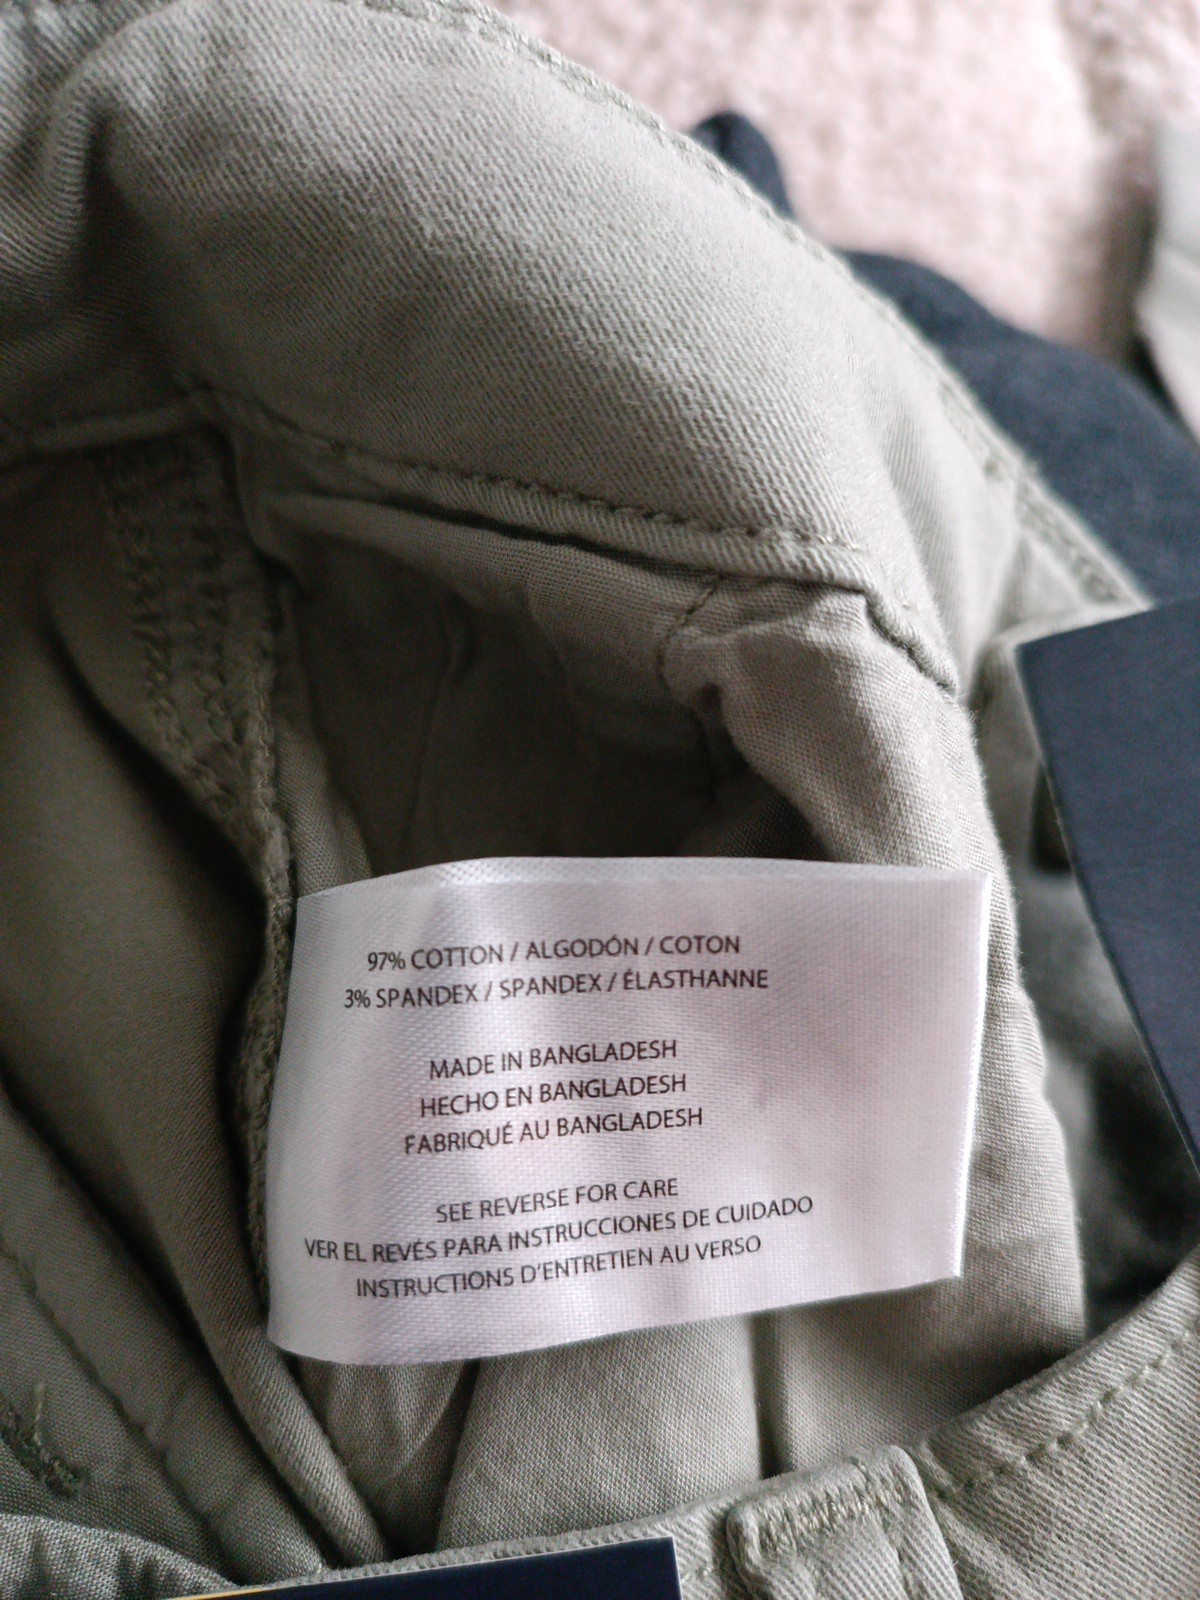 97% COTTON / ALGODÓN / COTON
3% SPANDEX / SPANDEX / ÉLASTHANNE
MADE IN BANGLADESH
HECHO EN BANGLADESH
FABRIQUÉ AU BANGLADESH
SEE REVERSE FOR CARE
VER EL REVÉS PARA INSTRUCCIONES DE CUIDADO
INSTRUCTIONS D'ENTRETIEN AU VERSO